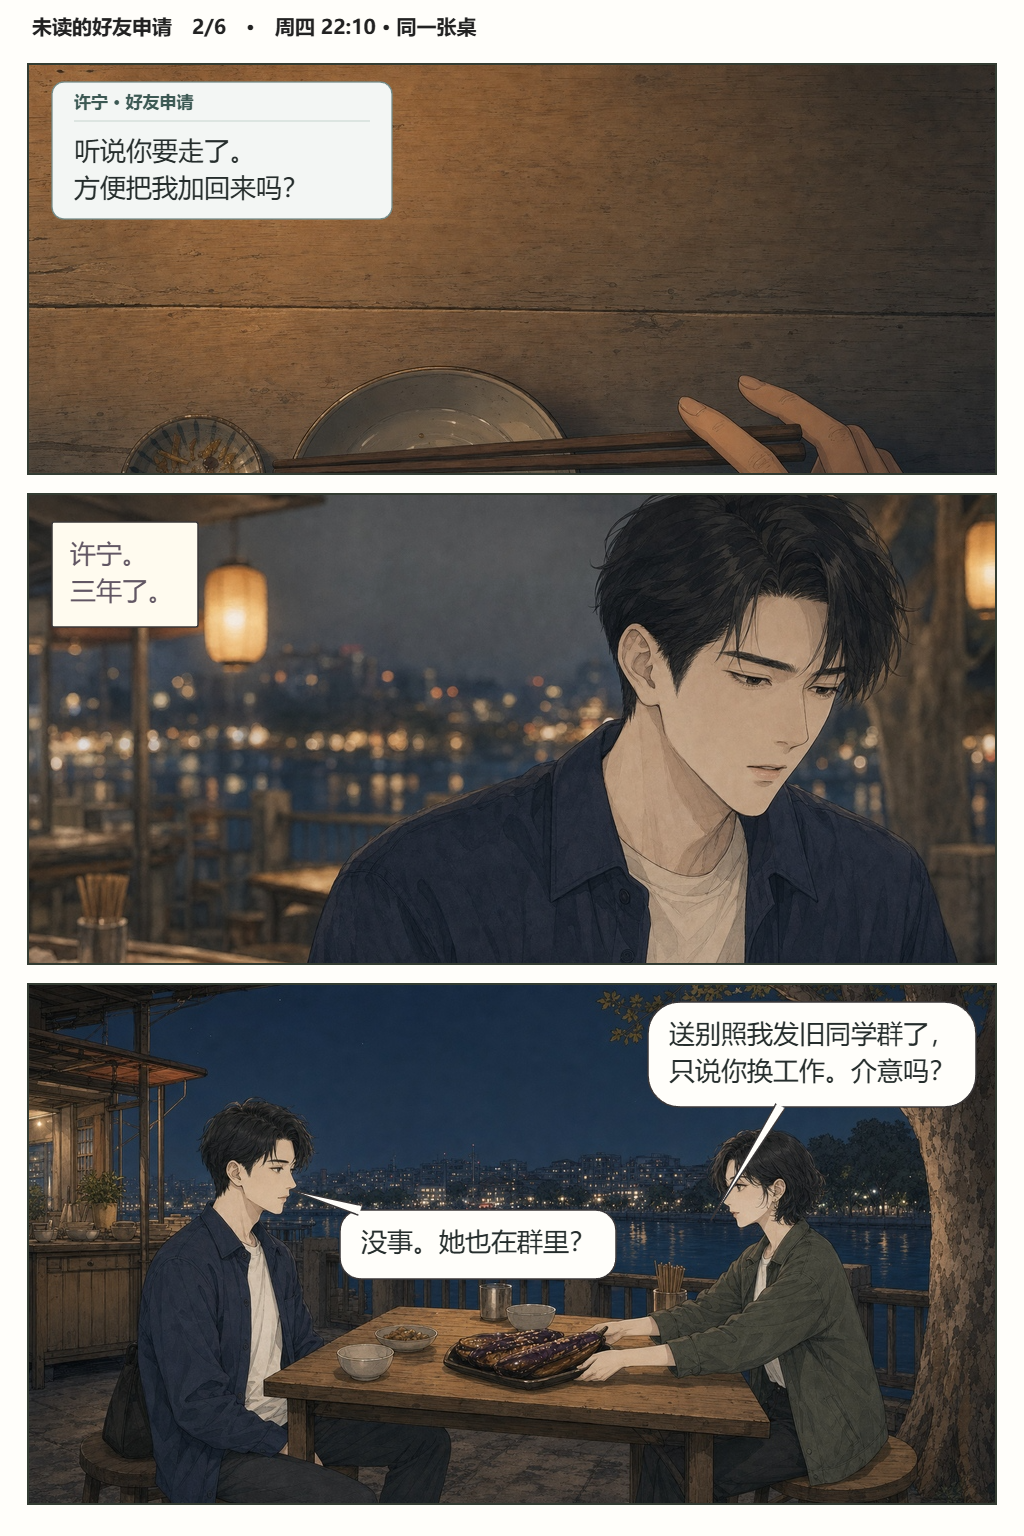 未读的好友申请 2/6 • 周四 22:10 • 同一张桌
许宁 • 好友申请
听说你要走了。
方便把我加回来吗？
许宁。
三年了。
送别照我发旧同学群了，
只说你换工作。介意吗？
没事。她也在群里？